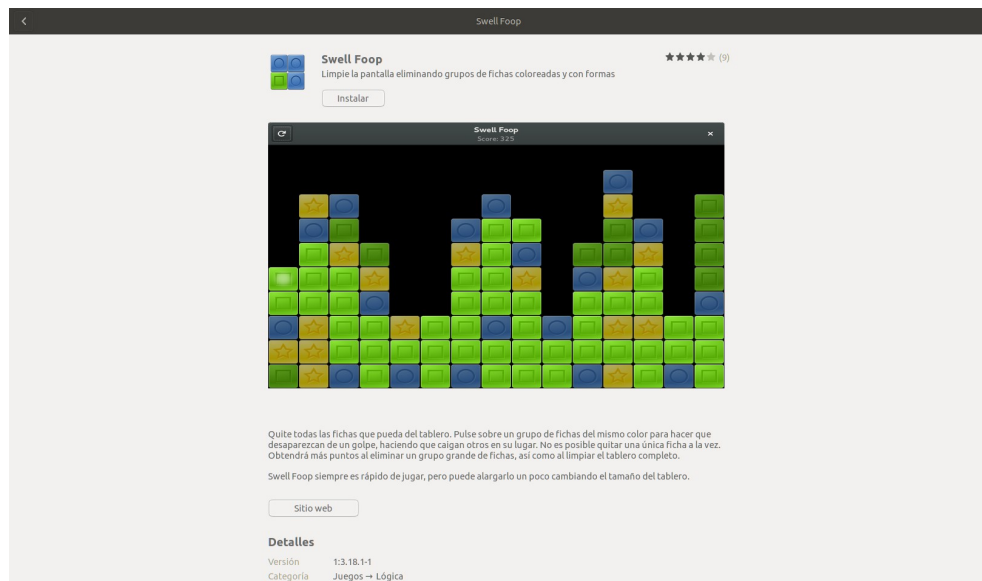 Swell Foop
Swell Foop
(9)
Limpie la pantalla eliminando grupos de fichas coloreadas y con formas
Instalar
Swell Foop
Score: 325
Quite todas las fichas que pueda del tablero. Pulse sobre un grupo de fichas del mismo color para hacer que
desaparezcan de un golpe, haciendo que caigan otros en su lugar. No es posible quitar una única ficha a la vez.
Obtendrá más puntos al eliminar un grupo grande de fichas, así como al limpiar el tablero completo.
Swell Foop siempre es rápido de jugar, pero puede alargarlo un poco cambiando el tamaño del tablero.
Sitio web
Detalles
Versión 1:3.18.1-1
Categoría Juegos → Lógica